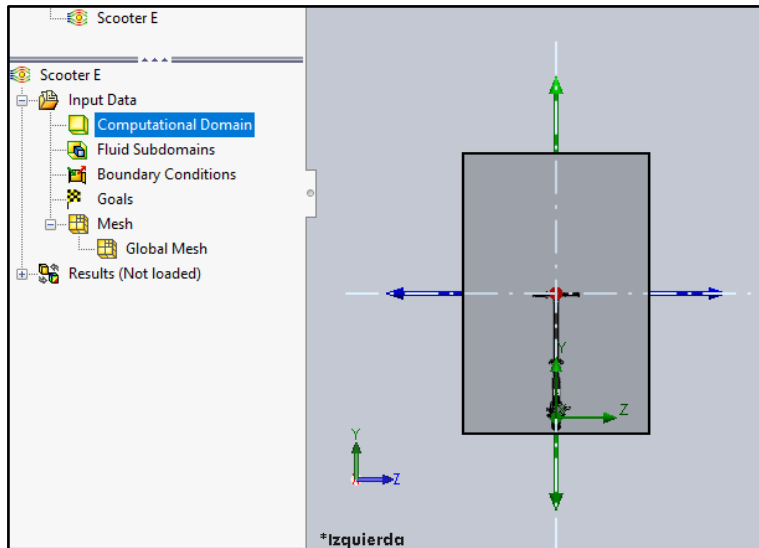 Scooter E
Scooter E
Input Data
Computational Domain
Fluid Subdomains
Boundary Conditions
Goals
Mesh
Global Mesh
Results (Not loaded)
Y
Z
Y
Z
*Izquierda